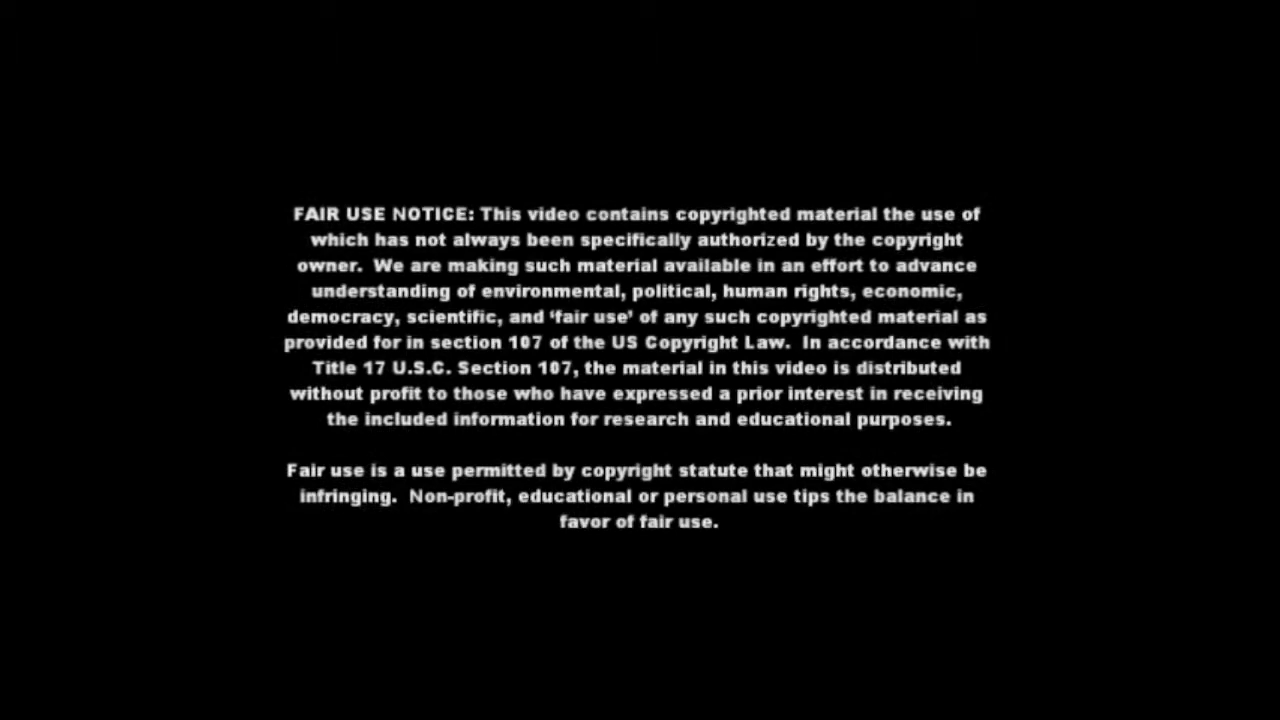 FAIR USE NOTICE: This video contains copyrighted material the use of
which has not always been specifically authorized by the copyright
owner.  We are making such material available in an effort to advance
understanding of environmental, political, human rights, economic,
democracy, scientific, and ‘fair use’ of any such copyrighted material as
provided for in section 107 of the US Copyright Law.  In accordance with
Title 17 U.S.C. Section 107, the material in this video is distributed
without profit to those who have expressed a prior interest in receiving
the included information for research and educational purposes.
Fair use is a use permitted by copyright statute that might otherwise be
infringing.  Non-profit, educational or personal use tips the balance in
favor of fair use.